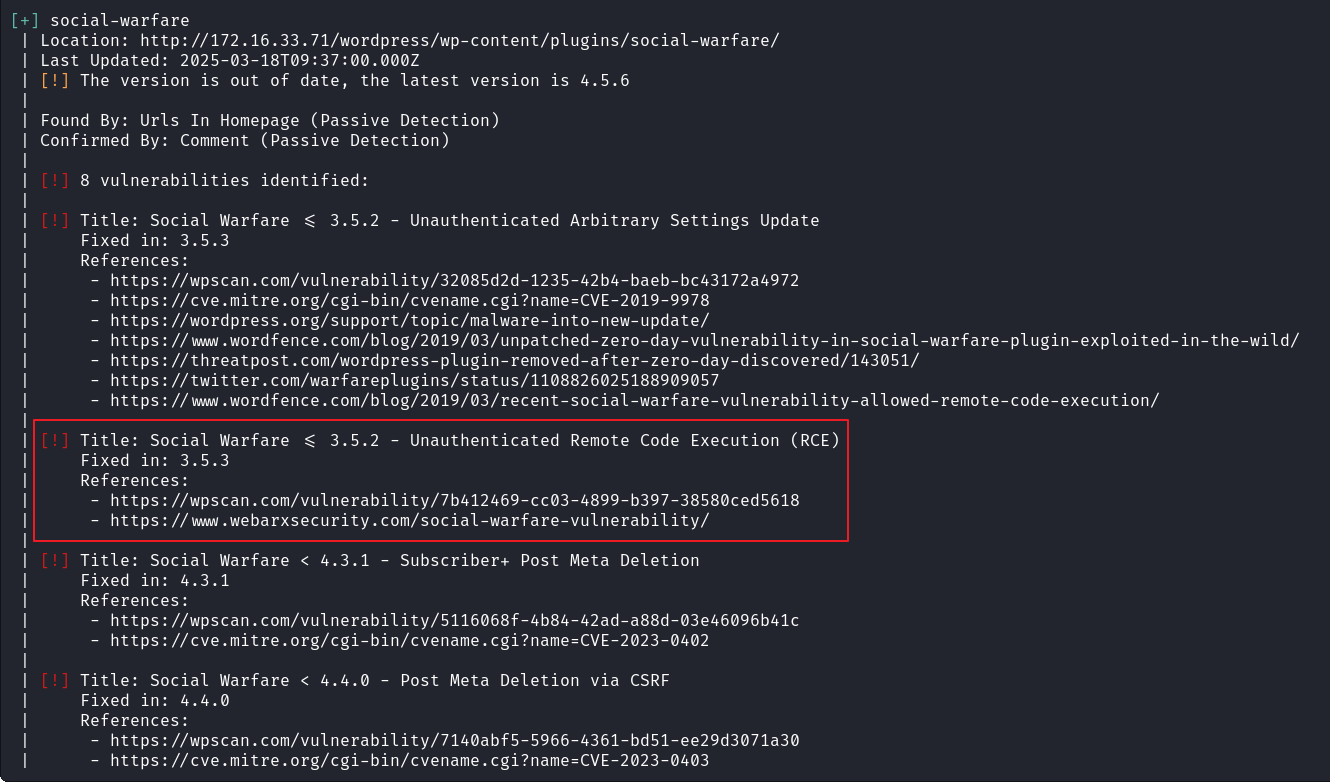 [+] social-warfare
| Location: http://172.16.33.71/wordpress/wp-content/plugins/social-warfare/
| Last Updated: 2025-03-18T09:37:00.000Z
| [!] The version is out of date, the latest version is 4.5.6
|
| Found By: Urls In Homepage (Passive Detection)
| Confirmed By: Comment (Passive Detection)
|
| [!] 8 vulnerabilities identified:
|
| [!] Title: Social Warfare <= 3.5.2 - Unauthenticated Arbitrary Settings Update
|     Fixed in: 3.5.3
|     References:
|      - https://wpscan.com/vulnerability/32085d2d-1235-42b4-baeb-bc43172a4972
|      - https://cve.mitre.org/cgi-bin/cvename.cgi?name=CVE-2019-9978
|      - https://wordpress.org/support/topic/malware-into-new-update/
|      - https://www.wordfence.com/blog/2019/03/unpatched-zero-day-vulnerability-in-social-warfare-plugin-exploited-in-the-wild/
|      - https://threatpost.com/wordpress-plugin-removed-after-zero-day-discovered/143051/
|      - https://twitter.com/warfareplugins/status/1108826025188909057
|      - https://www.wordfence.com/blog/2019/03/recent-social-warfare-vulnerability-allowed-remote-code-execution/
|
| [!] Title: Social Warfare <= 3.5.2 - Unauthenticated Remote Code Execution (RCE)
|     Fixed in: 3.5.3
|     References:
|      - https://wpscan.com/vulnerability/7b412469-cc03-4899-b397-38580ced5618
|      - https://www.webarxsecurity.com/social-warfare-vulnerability/
|
| [!] Title: Social Warfare < 4.3.1 - Subscriber+ Post Meta Deletion
|     Fixed in: 4.3.1
|     References:
|      - https://wpscan.com/vulnerability/5116068f-4b84-42ad-a88d-03e46096b41c
|      - https://cve.mitre.org/cgi-bin/cvename.cgi?name=CVE-2023-0402
|
| [!] Title: Social Warfare < 4.4.0 - Post Meta Deletion via CSRF
|     Fixed in: 4.4.0
|     References:
|      - https://wpscan.com/vulnerability/7140abf5-5966-4361-bd51-ee29d3071a30
|      - https://cve.mitre.org/cgi-bin/cvename.cgi?name=CVE-2023-0403